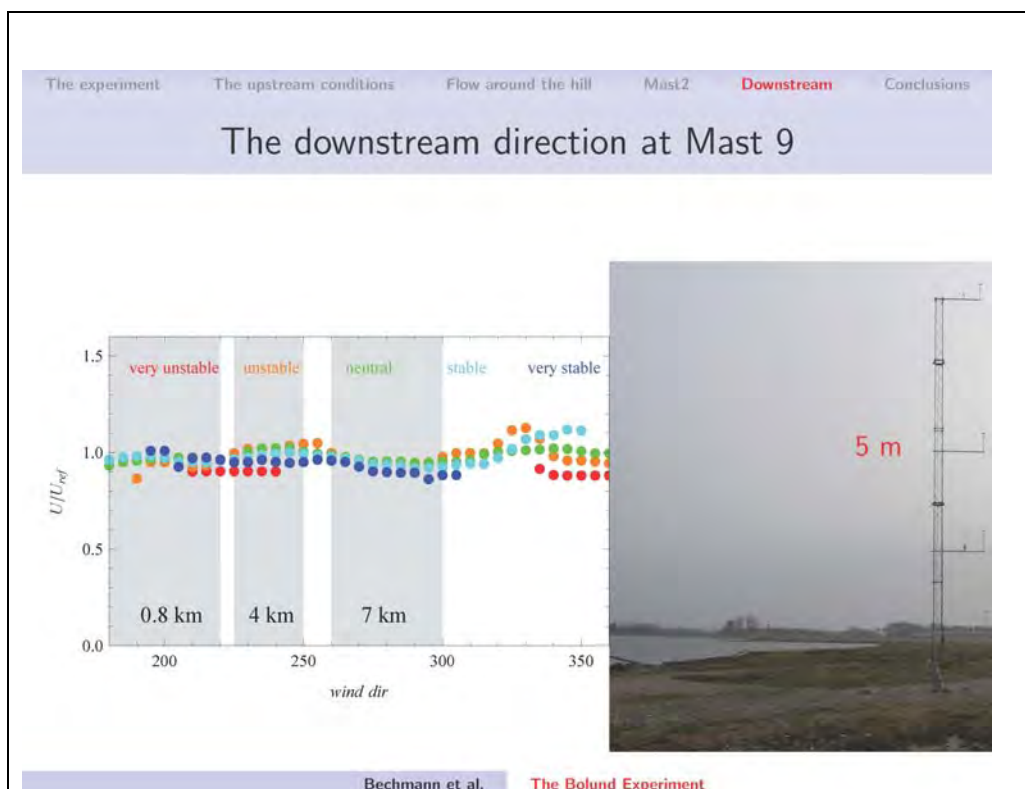 The experiment The upstream conditions Flow around the hill Mast2 Downstream Conclusions
The downstream direction at Mast 9
1.5
very unstable unstable neutral stable very stable
1.0
5 m
U/Uref
0.5
0.8 km 4 km 7 km
0.0
200 250 300 350
wind dir
Bechmann et al. The Bolund Experiment